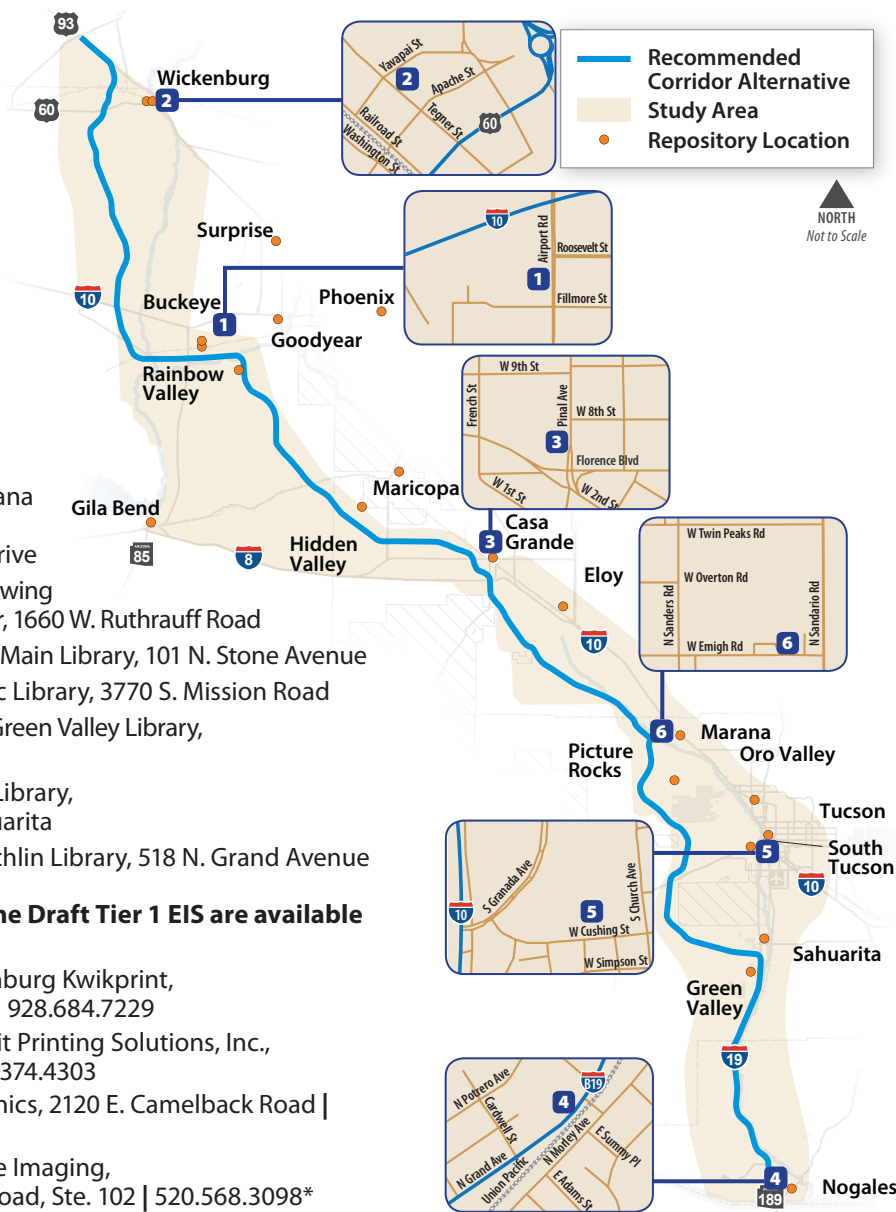 93
60
Wickenburg
2
Yavapai St
2
Apache St
Tegner St
Railroad St
Washington St
60
Recommended
Corridor Alternative
Study Area
Repository Location
NORTH
Not to Scale
Surprise
10
Buckeye
1
Phoenix
Goodyear
Rainbow
Valley
10
Airport Rd
Roosevelt St
1
Fillmore St
W 9th St
French St
Pinal Ave
W 8th St
3
Florence Blvd
W 1st St
W 2nd St
Maricopa
Gila Bend
ARIZONA
85
8
Hidden
Valley
3
Casa
Grande
Eloy
10
W Twin Peaks Rd
W Overton Rd
N Sanders Rd
N Sandario Rd
W Emigh Rd
6
6
Marana
Oro Valley
Picture
Rocks
Tucson
South
Tucson
5
10
10
S Granada Ave
S Church Ave
5
W Cushing St
W Simpson St
Sahuarita
Green
Valley
19
N Potrero Ave
Cardwell St
4
B19
N Grand Ave
Union Pacific
N Morley Ave
E Summy Pl
E Adams St
4
189
Nogales
ana
rive
wing
r, 1660 W. Ruthrauff Road
Main Library, 101 N. Stone Avenue
c Library, 3770 S. Mission Road
Green Valley Library,
Library,
uarita
thlin Library, 518 N. Grand Avenue
he Draft Tier 1 EIS are available
nburg Kwikprint,
928.684.7229
it Printing Solutions, Inc.,
374.4303
hics, 2120 E. Camelback Road |
e Imaging,
oad, Ste. 102 | 520.568.3098*